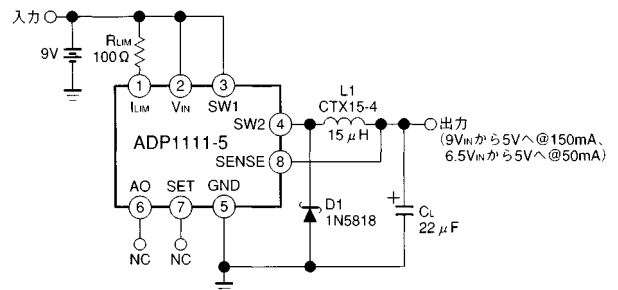 入力
9V
RLIM
100Ω
1
2
3
ILIM
VIN
SW1
L1
CTX15-4
15μH
SW2
4
出力
(9VINから5Vへ@150mA、
6.5VINから5Vへ@50mA)
ADP1111-5
SENSE
8
AO
SET
GND
6
7
5
D1
1N5818
+
CL
22μF
NC
NC